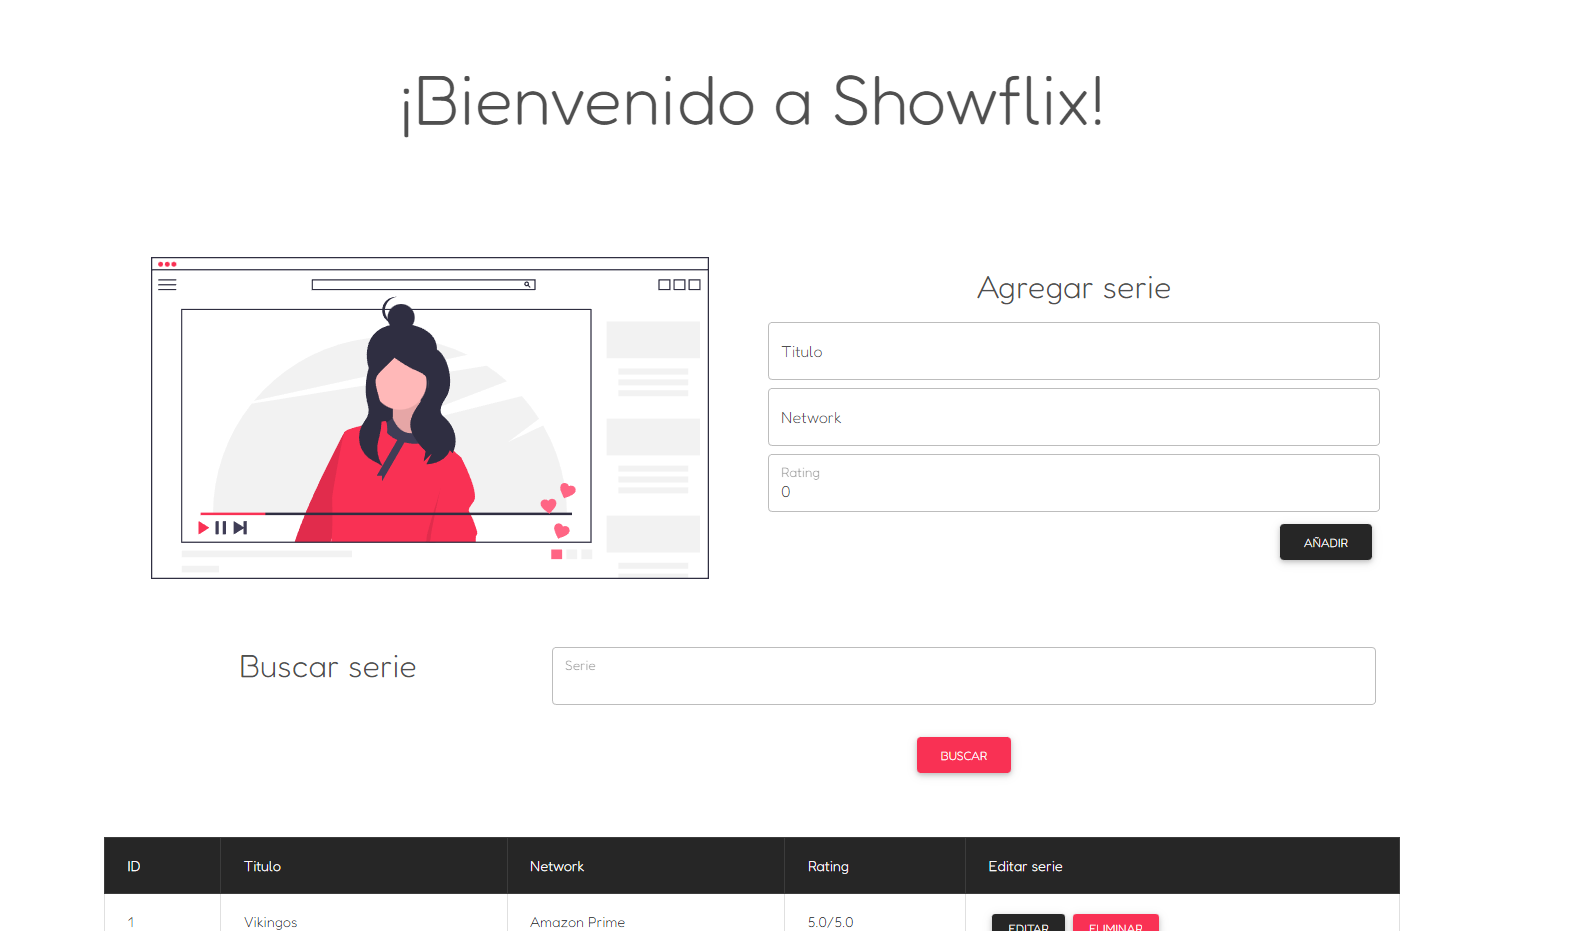 ¡Bienvenido a Showflix!
Agregar serie
Titulo
Network
Rating
0
AÑADIR
Buscar serie
Serie
BUSCAR
ID Titulo Network Rating Editar serie
1 Vikingos Amazon Prime 5.0/5.0 EDITAR ELIMINAR